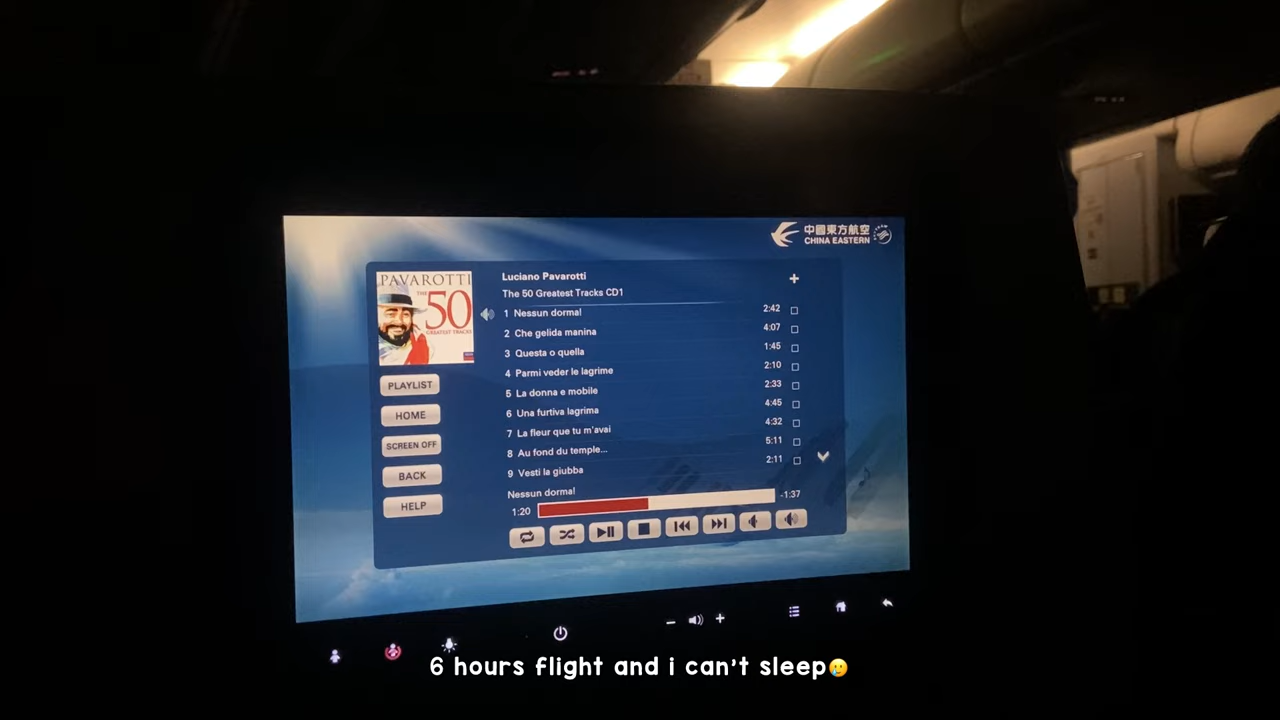 中國東方航空
CHINA EASTERN
PAVAROTTI
THE
50
GREATEST TRACKS
Luciano Pavarotti
The 50 Greatest Tracks CD1
1 Nessun dorma! 2:42
2 Che gelida manina 4:07
3 Questa o quella 1:45
4 Parmi veder le lagrime 2:10
5 La donna e mobile 2:33
6 Una furtiva lagrima 4:45
7 La fleur que tu m'avai 4:32
8 Au fond du temple... 5:11
9 Vesti la giubba 2:11
PLAYLIST
HOME
SCREEN OFF
BACK
HELP
Nessun dorma!
1:20 -1:37
6 hours flight and i can't sleep🥲